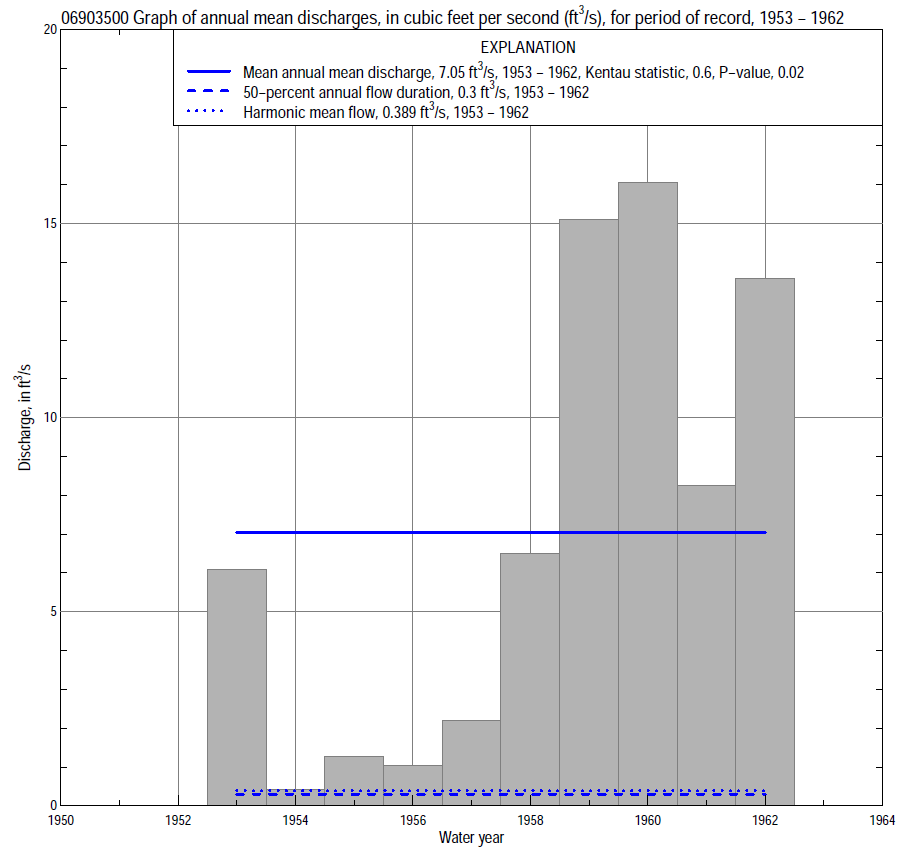 06903500 Graph of annual mean discharges, in cubic feet per second (ft³/s), for period of record, 1953 – 1962
EXPLANATION
Mean annual mean discharge, 7.05 ft³/s, 1953 – 1962, Kentau statistic, 0.6, P–value, 0.02
50–percent annual flow duration, 0.3 ft³/s, 1953 – 1962
Harmonic mean flow, 0.389 ft³/s, 1953 – 1962
20
15
10
5
0
Discharge, in ft³/s
1950 1952 1954 1956 1958 1960 1962 1964
Water year